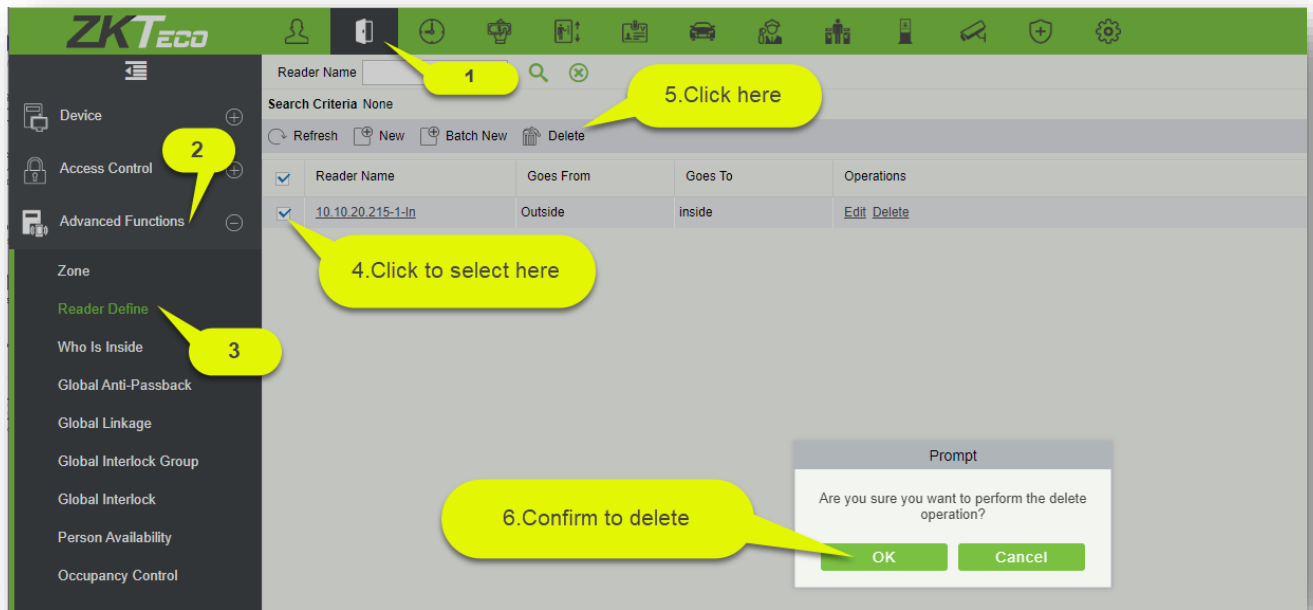 ZKTECO
Reader Name
1
Search Criteria None
5.Click here
Refresh New Batch New Delete
Device
2
Access Control
Advanced Functions
Zone
Reader Define
3
Who Is Inside
Global Anti-Passback
Global Linkage
Global Interlock Group
Global Interlock
Person Availability
Occupancy Control
Reader Name Goes From Goes To Operations
10.10.20.215-1-In Outside inside Edit Delete
4.Click to select here
Prompt
Are you sure you want to perform the delete
operation?
6.Confirm to delete
OK Cancel